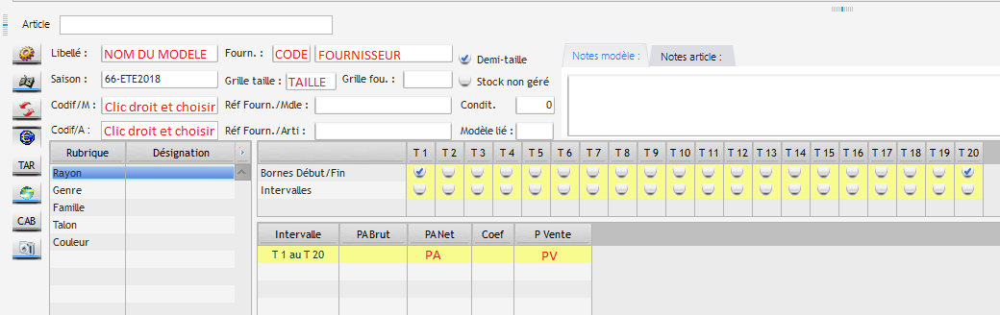 Article
Libellé : NOM DU MODELE Fourn. : CODE FOURNISSEUR Demi-taille Notes modèle : Notes article :
Saison : 66-ETE2018 Grille taille : TAILLE Grille fou. : Stock non géré
Codif/M : Clic droit et choisir Réf Fourn./Mdle : Condit. 0
Codif/A : Clic droit et choisir Réf Fourn./Arti : Modèle lié :
Rubrique Désignation T 1 T 2 T 3 T 4 T 5 T 6 T 7 T 8 T 9 T 10 T 11 T 12 T 13 T 14 T 15 T 16 T 17 T 18 T 19 T 20
TAR Rayon Bornes Début/Fin
Genre Intervalles
Famille
CAB Talon
Couleur Intervalle PABrut PANet Coef P Vente
T 1 au T 20 PA PV